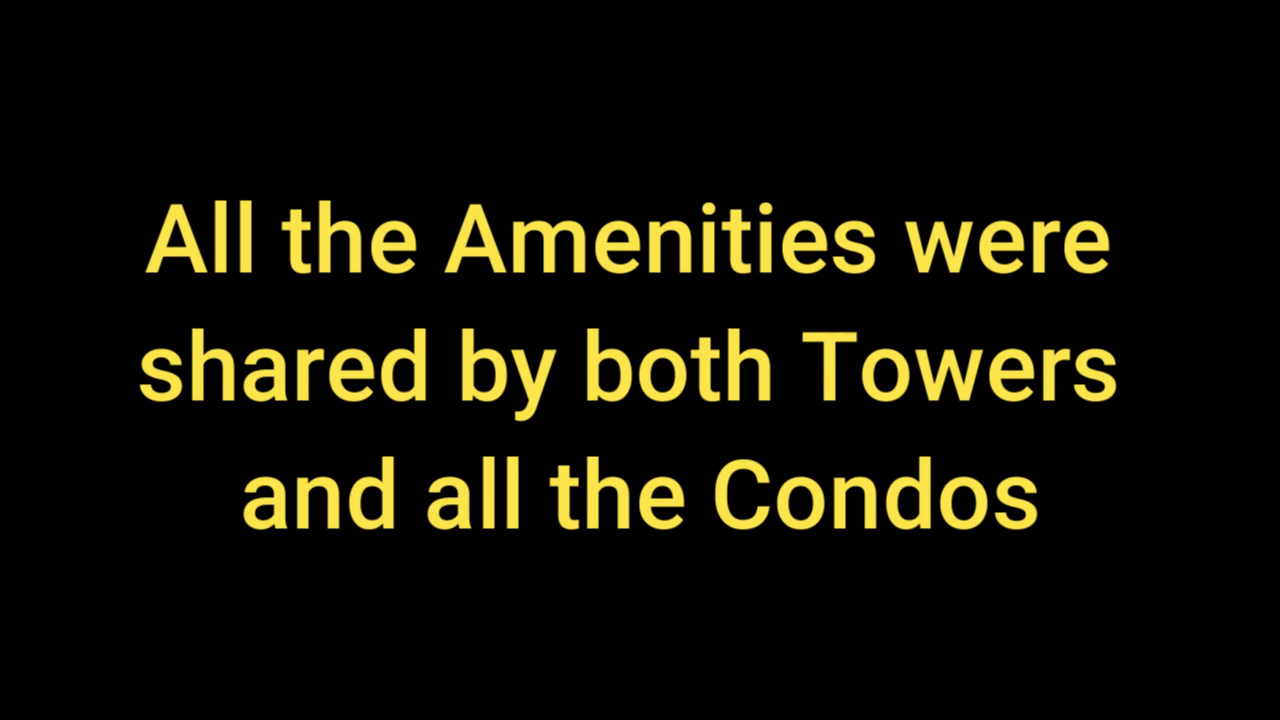 All the Amenities were
shared by both Towers
and all the Condos